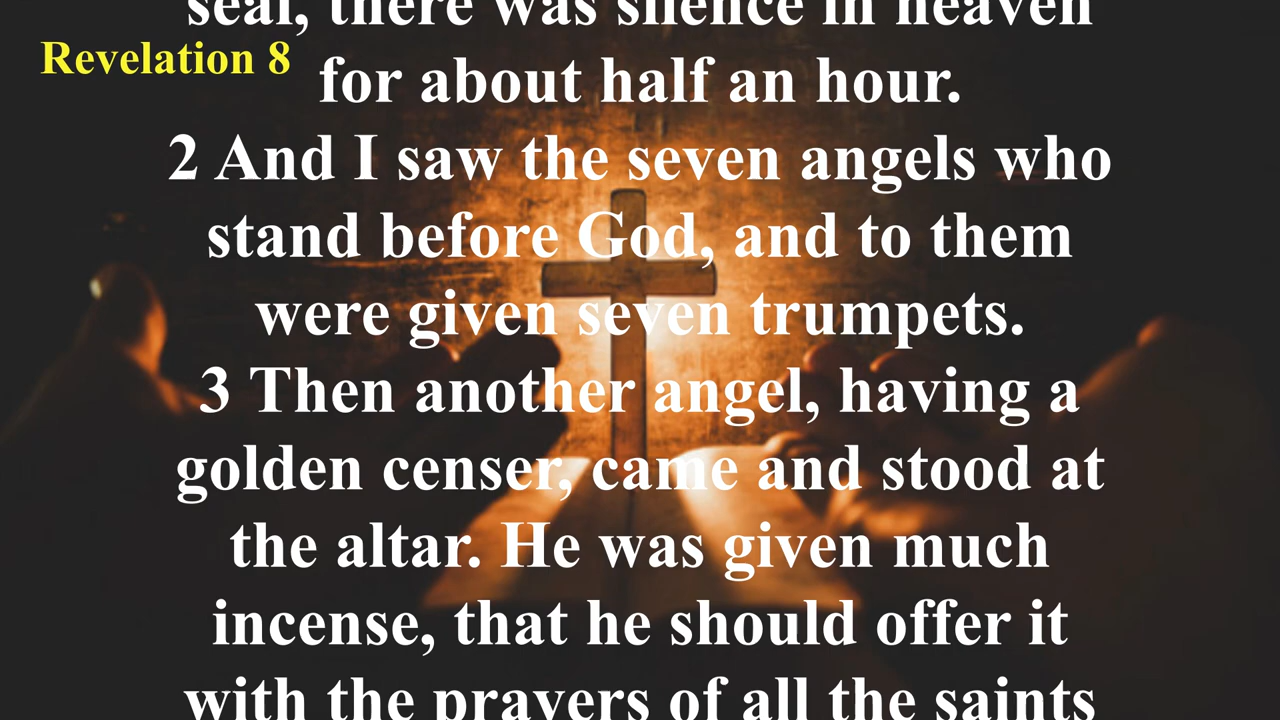 seal, there was silence in heaven
Revelation 8
for about half an hour.
2 And I saw the seven angels who
stand before God, and to them
were given seven trumpets.
3 Then another angel, having a
golden censer, came and stood at
the altar. He was given much
incense, that he should offer it
with the prayers of all the saints